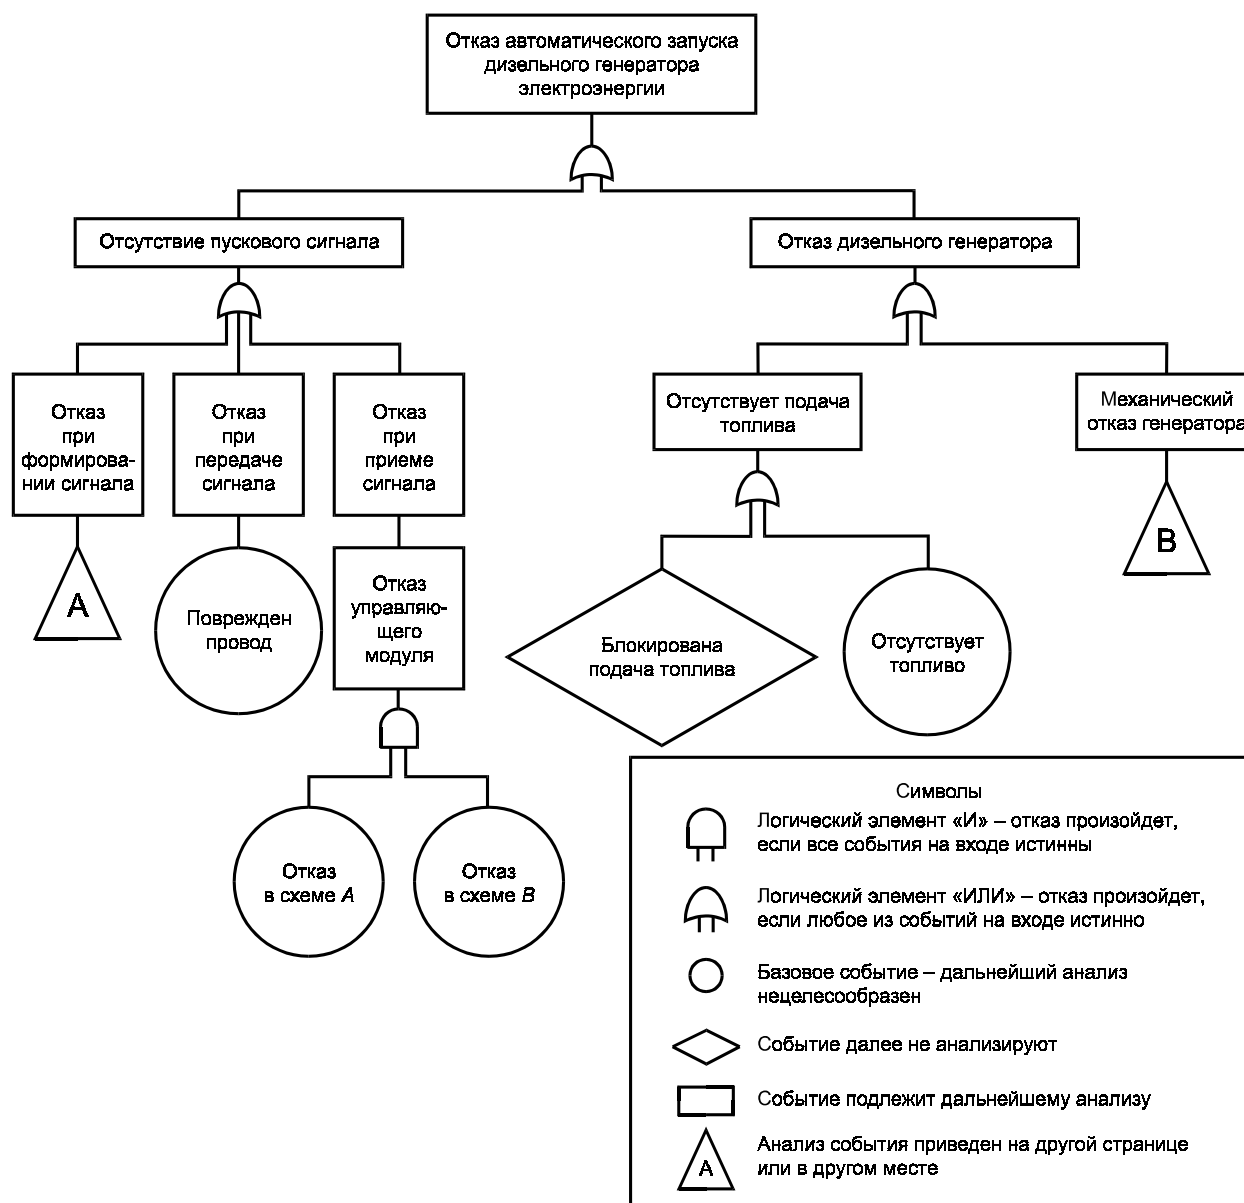 Отказ автоматического запуска
дизельного генератора
электроэнергии
Отсутствие пускового сигнала
Отказ дизельного генератора
Отказ
при
формирова-
нии сигнала
Отказ
при
передаче
сигнала
Отказ
при
приеме
сигнала
Отсутствует подача
топлива
Механический
отказ генератора
A
Поврежден
провод
Отказ
управляю-
щего
модуля
Блокирована
подача топлива
Отсутствует
топливо
B
Отказ
в схеме A
Отказ
в схеме B
Символы
Логический элемент «И» – отказ произойдет,
если все события на входе истинны
Логический элемент «ИЛИ» – отказ произойдет,
если любое из событий на входе истинно
Базовое событие – дальнейший анализ
нецелесообразен
Событие далее не анализируют
Событие подлежит дальнейшему анализу
A
Анализ события приведен на другой странице
или в другом месте